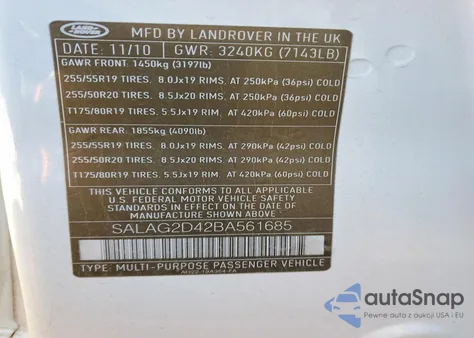 LAND ROVER
MFD BY LANDROVER IN THE UK
DATE: 11/10 GWR: 3240KG (7143LB)
GAWR FRONT: 1450kg (3197lb)
255/55R19 TIRES. 8.0Jx19 RIMS, AT 250kPa (36psi) COLD
255/50R20 TIRES. 8.5Jx20 RIMS, AT 250kPa (36psi) COLD
T175/80R19 TIRES. 5.5Jx19 RIMS, AT 420kPa (60psi) COLD
GAWR REAR 1855kg (4090lb)
255/55R19 TIRES. 8.0Jx19 RIMS, AT 290kPa (42psi) COLD
255/50R20 TIRES. 8.5Jx20 RIMS, AT 290kPa (42psi) COLD
T175/80R19 TIRES. 5.5Jx19 RIMS, AT 420kPa (60psi) COLD
THIS VEHICLE CONFORMS TO ALL APPLICABLE
U.S. FEDERAL MOTOR VEHICLE SAFETY STANDARDS
IN EFFECT ON THE DATE OF MANUFACTURE SHOWN ABOVE
SALAG2D42BA561685
TYPE: MULTI-PURPOSE PASSENGER VEHICLE
AH22-19A364-FA
autoSnap
Pewne auta z aukcji USA i EU